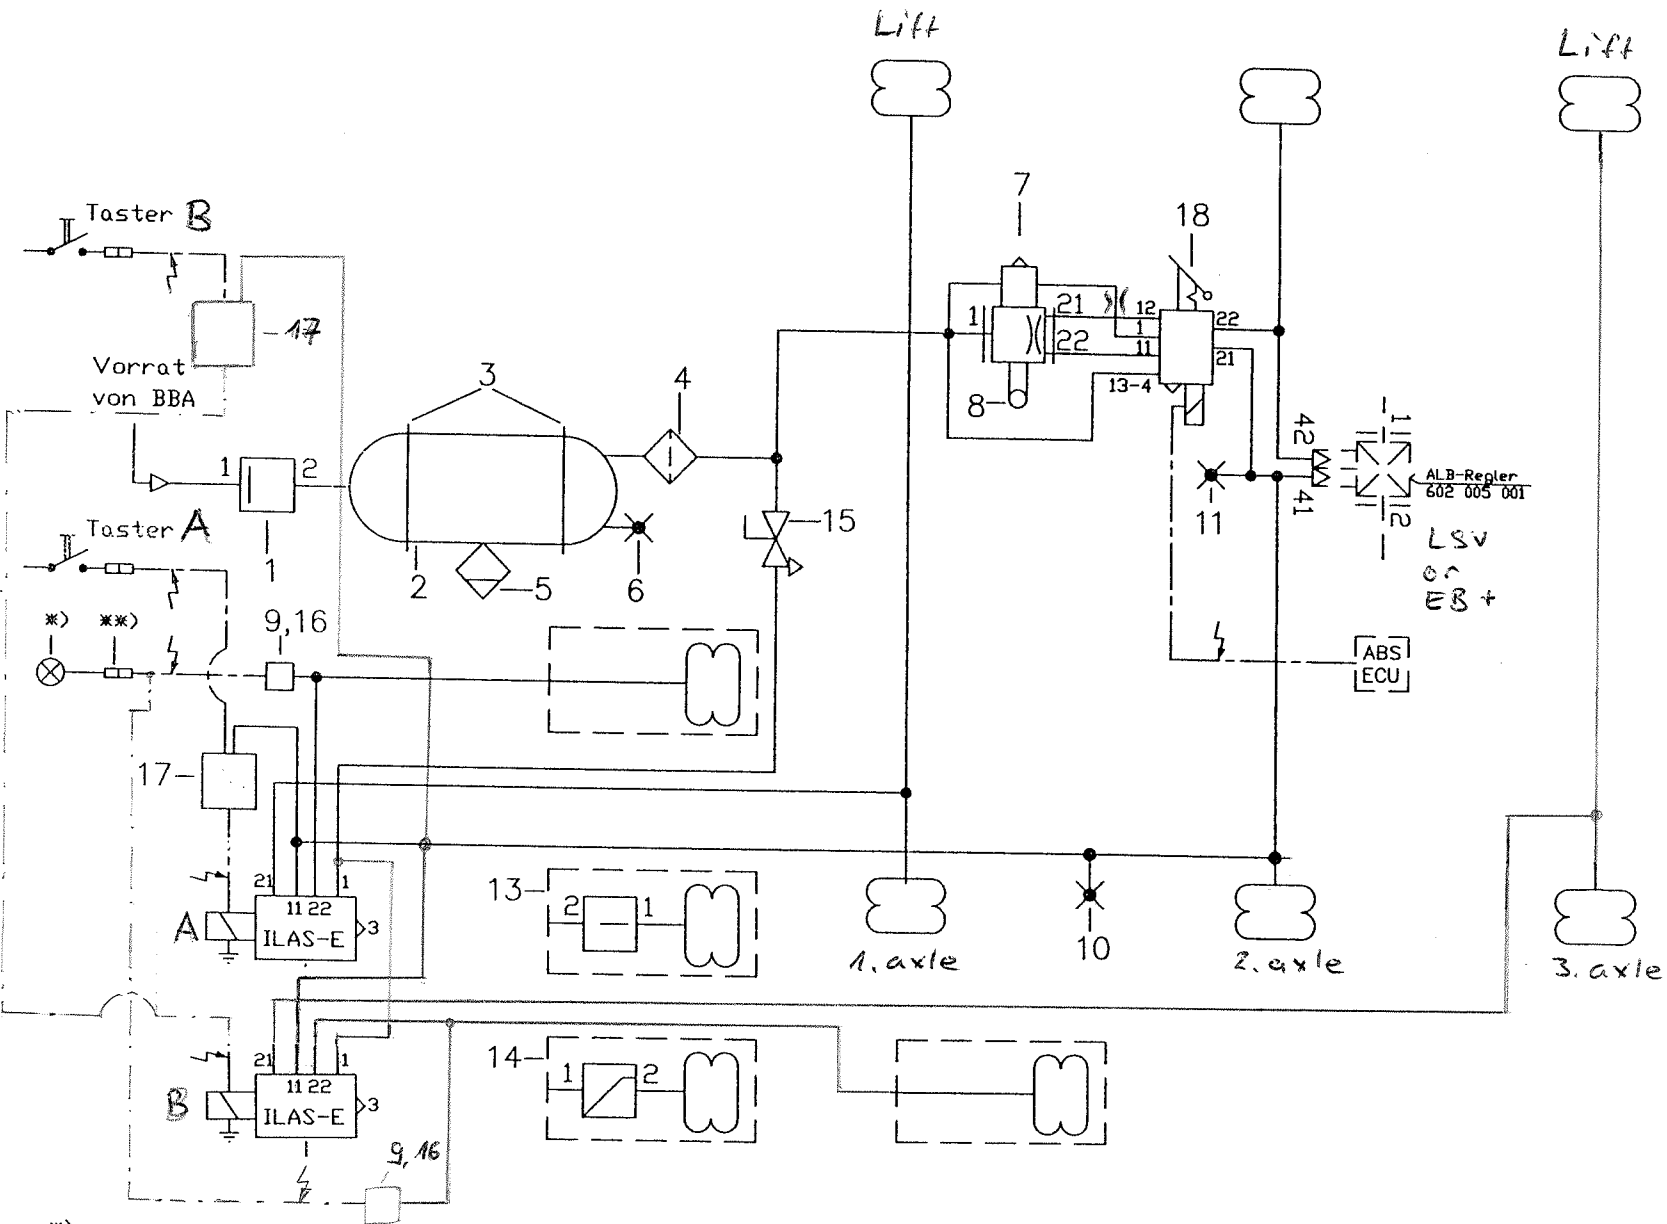 Lift
Lift
Taster B
17
Vorrat
von BBA
1
2
1
3
2
4
5
6
15
7
8
1
21
22
18
12
1
11
13-4
22
21
42
41
11
1
2
ALB-Regler
602 005 001
LSV
or
EB+
ABS
ECU
Taster A
*)
**)
9,16
17
A
21
11 22
1
ILAS-E
3
13
2
1
1. axle
10
2. axle
3. axle
B
21
11 22
1
ILAS-E
3
14
1
2
9,16
*)